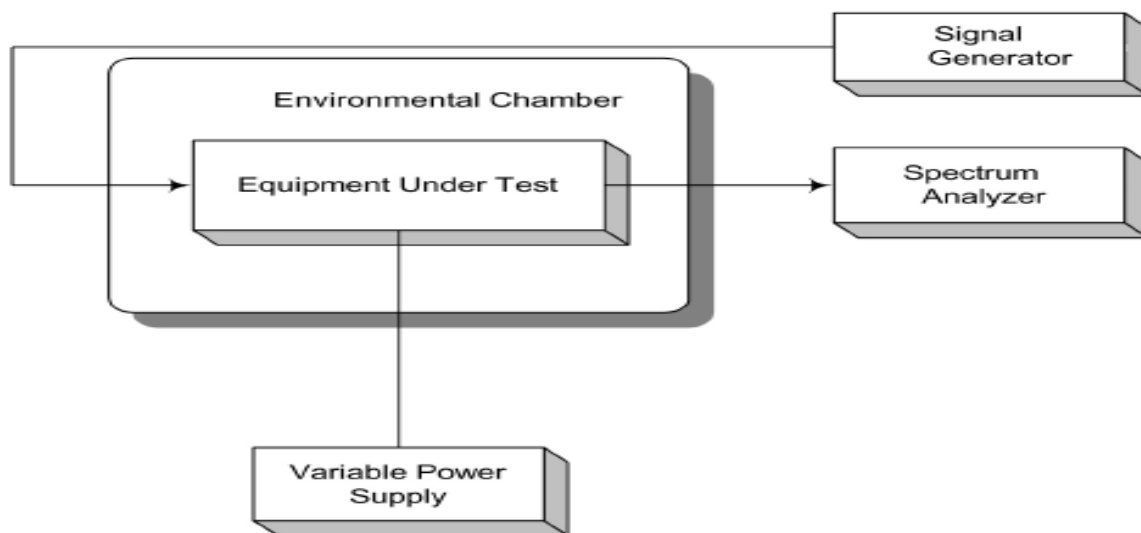 Signal
Generator
Environmental Chamber
Equipment Under Test
Spectrum
Analyzer
Variable Power
Supply